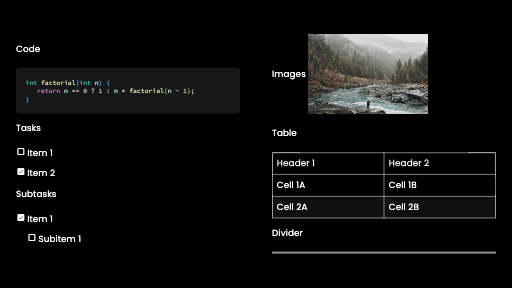 Code
int factorial(int n) {
return n == 0 ? 1 : n * factorial(n - 1);
}
Tasks
Item 1
Item 2
Subtasks
Item 1
Subitem 1
Images
Table
Header 1 Header 2
Cell 1A Cell 1B
Cell 2A Cell 2B
Divider